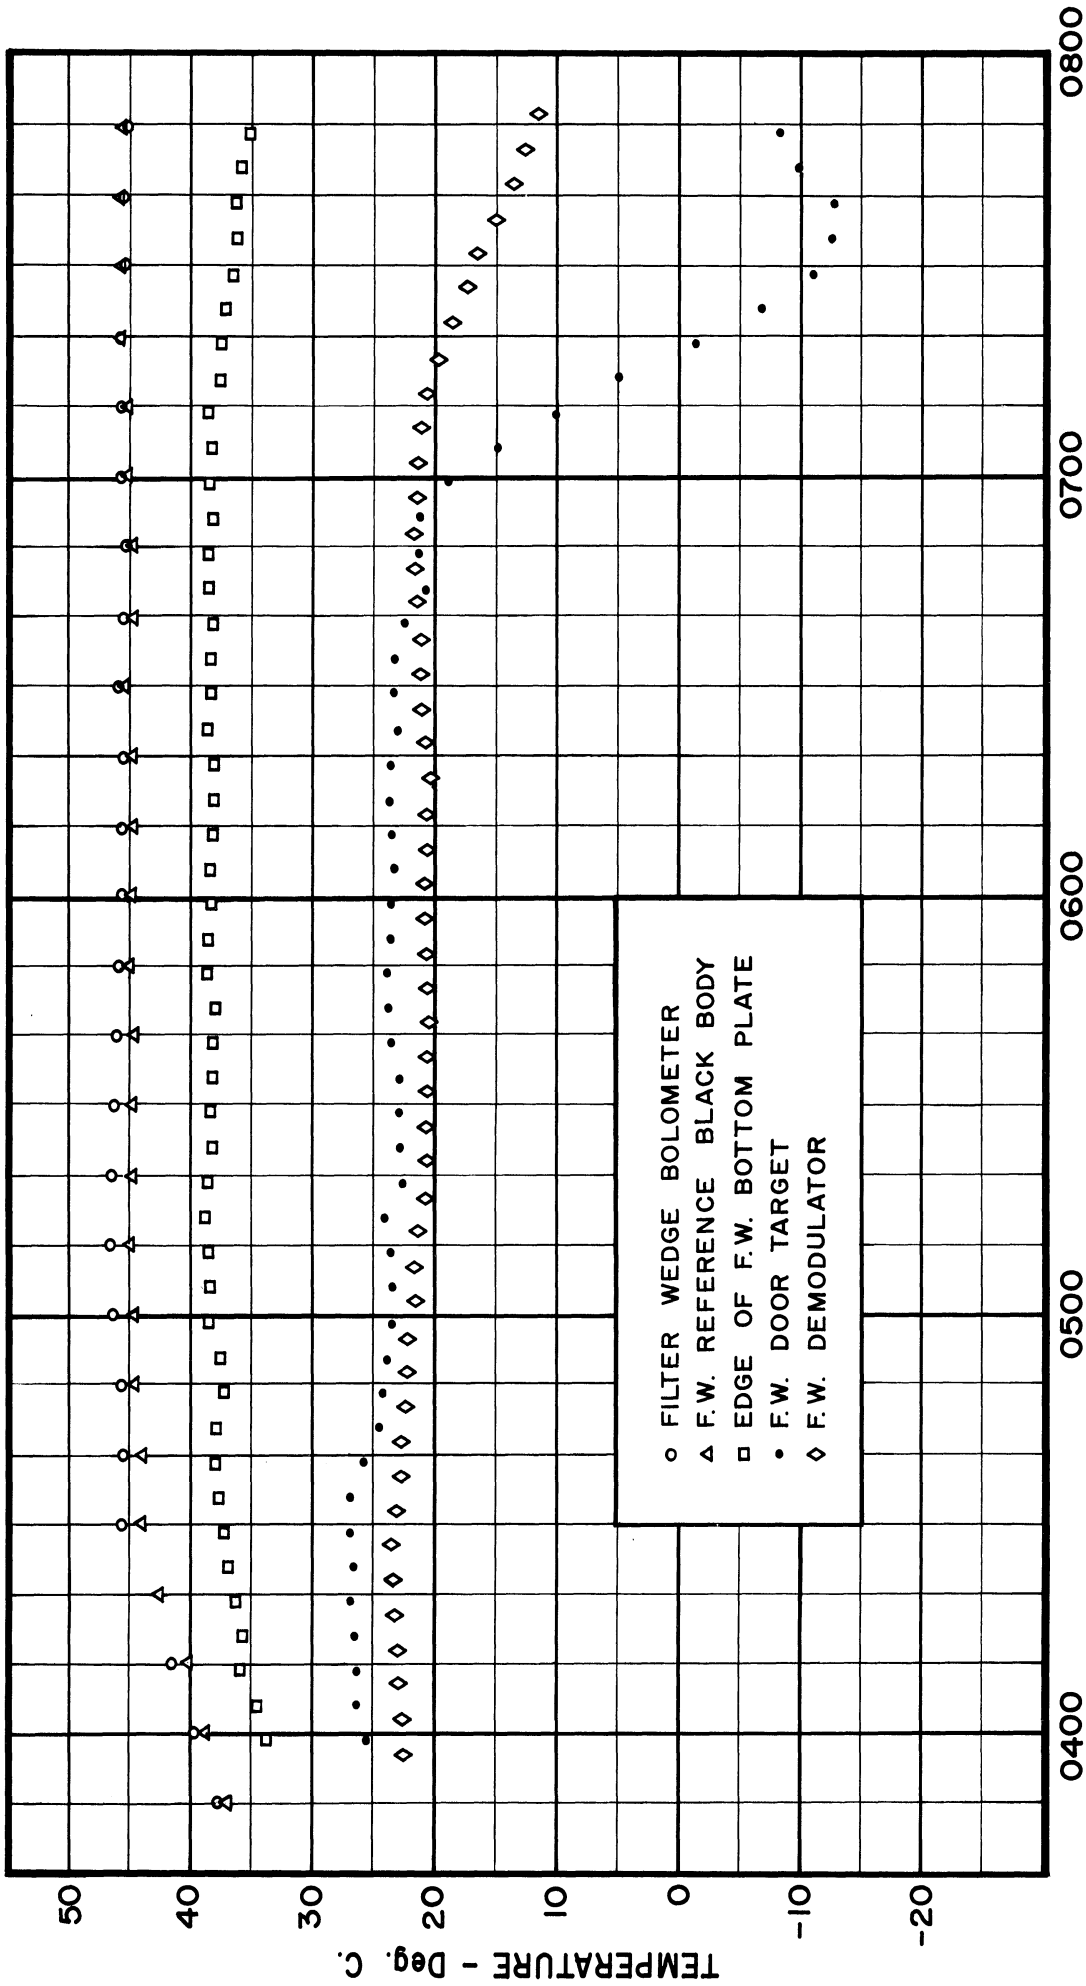 TEMPERATURE - Deg. C.
50
40
30
20
10
0
-10
-20
O FILTER WEDGE BOLOMETER
△ F.W. REFERENCE BLACK BODY
□ EDGE OF F.W. BOTTOM PLATE
• F.W. DOOR TARGET
◇ F.W. DEMODULATOR
0400
0500
0600
0700
0800